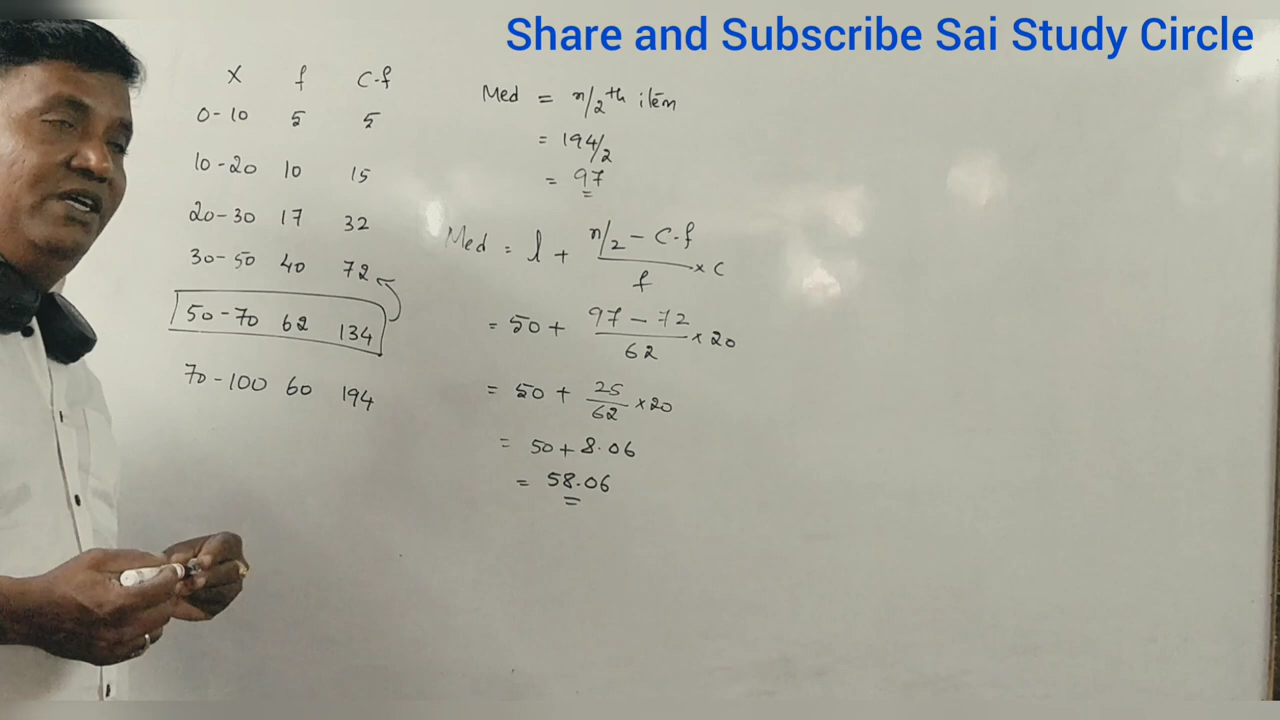 Share and Subscribe Sai Study Circle
X f C.f
0-10 5 5
10-20 10 15
20-30 17 32
30-50 40 72
50-70 62 134
70-100 60 194
Med = n/2 th item
= 194/2
= 97
Med = l + n/2 - C.f / f × C
= 50 + 97 - 72 / 62 × 20
= 50 + 25/62 × 20
= 50 + 8.06
= 58.06